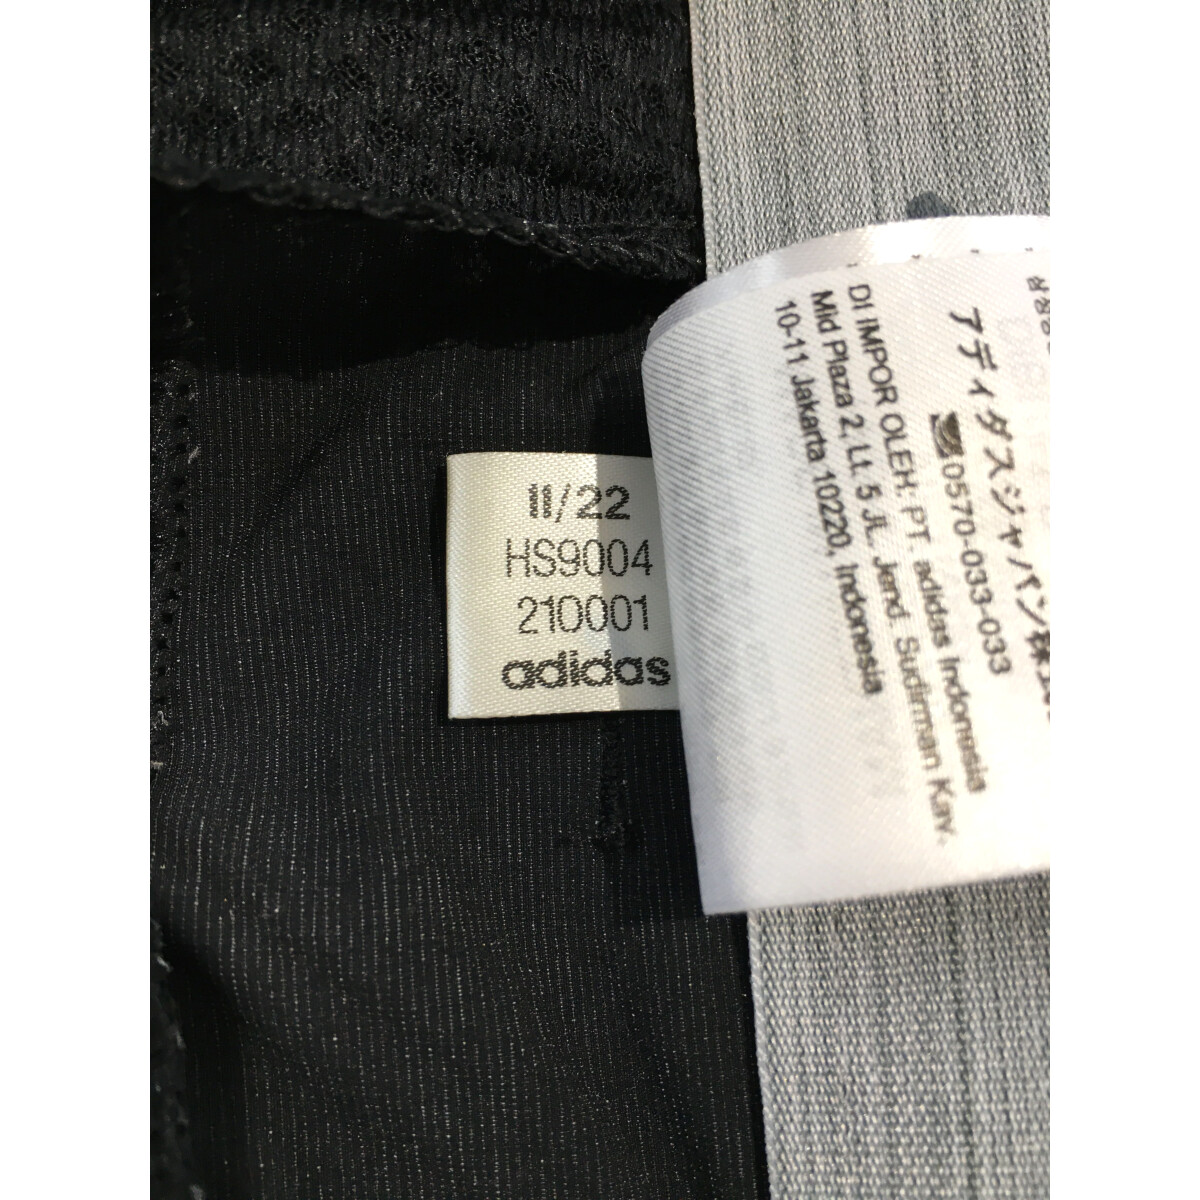 11/22
HS9004
210001
adidas
アディダスジャパン株
0570-033-033
DI IMPOR OLEH: PT. adidas Indonesia
Mid Plaza 2, Lt. 5 JL. Jend. Sudirman Kav.
10-11 Jakarta 10220, Indonesia